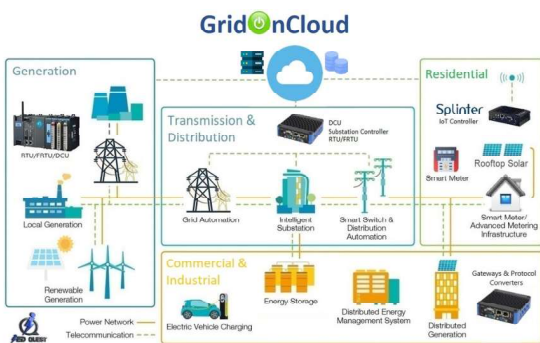 GridOnCloud
Generation
RTU/FRTU/DCU
Local Generation
Renewable
Generation
Transmission &
Distribution
DCU
Substation Controller
RTU/FRTU
Grid Automation
Intelligent
Substation
Smart Switch &
Distribution
Automation
Residential
Splinter
IoT Controller
Smart Meter
Rooftop Solar
Smart Meter/
Advanced Metering
Infrastructure
Commercial &
Industrial
Electric Vehicle Charging
Energy Storage
Distributed Energy
Management System
Distributed
Generation
Gateways & Protocol
Converters
Power Network
Telecommunication